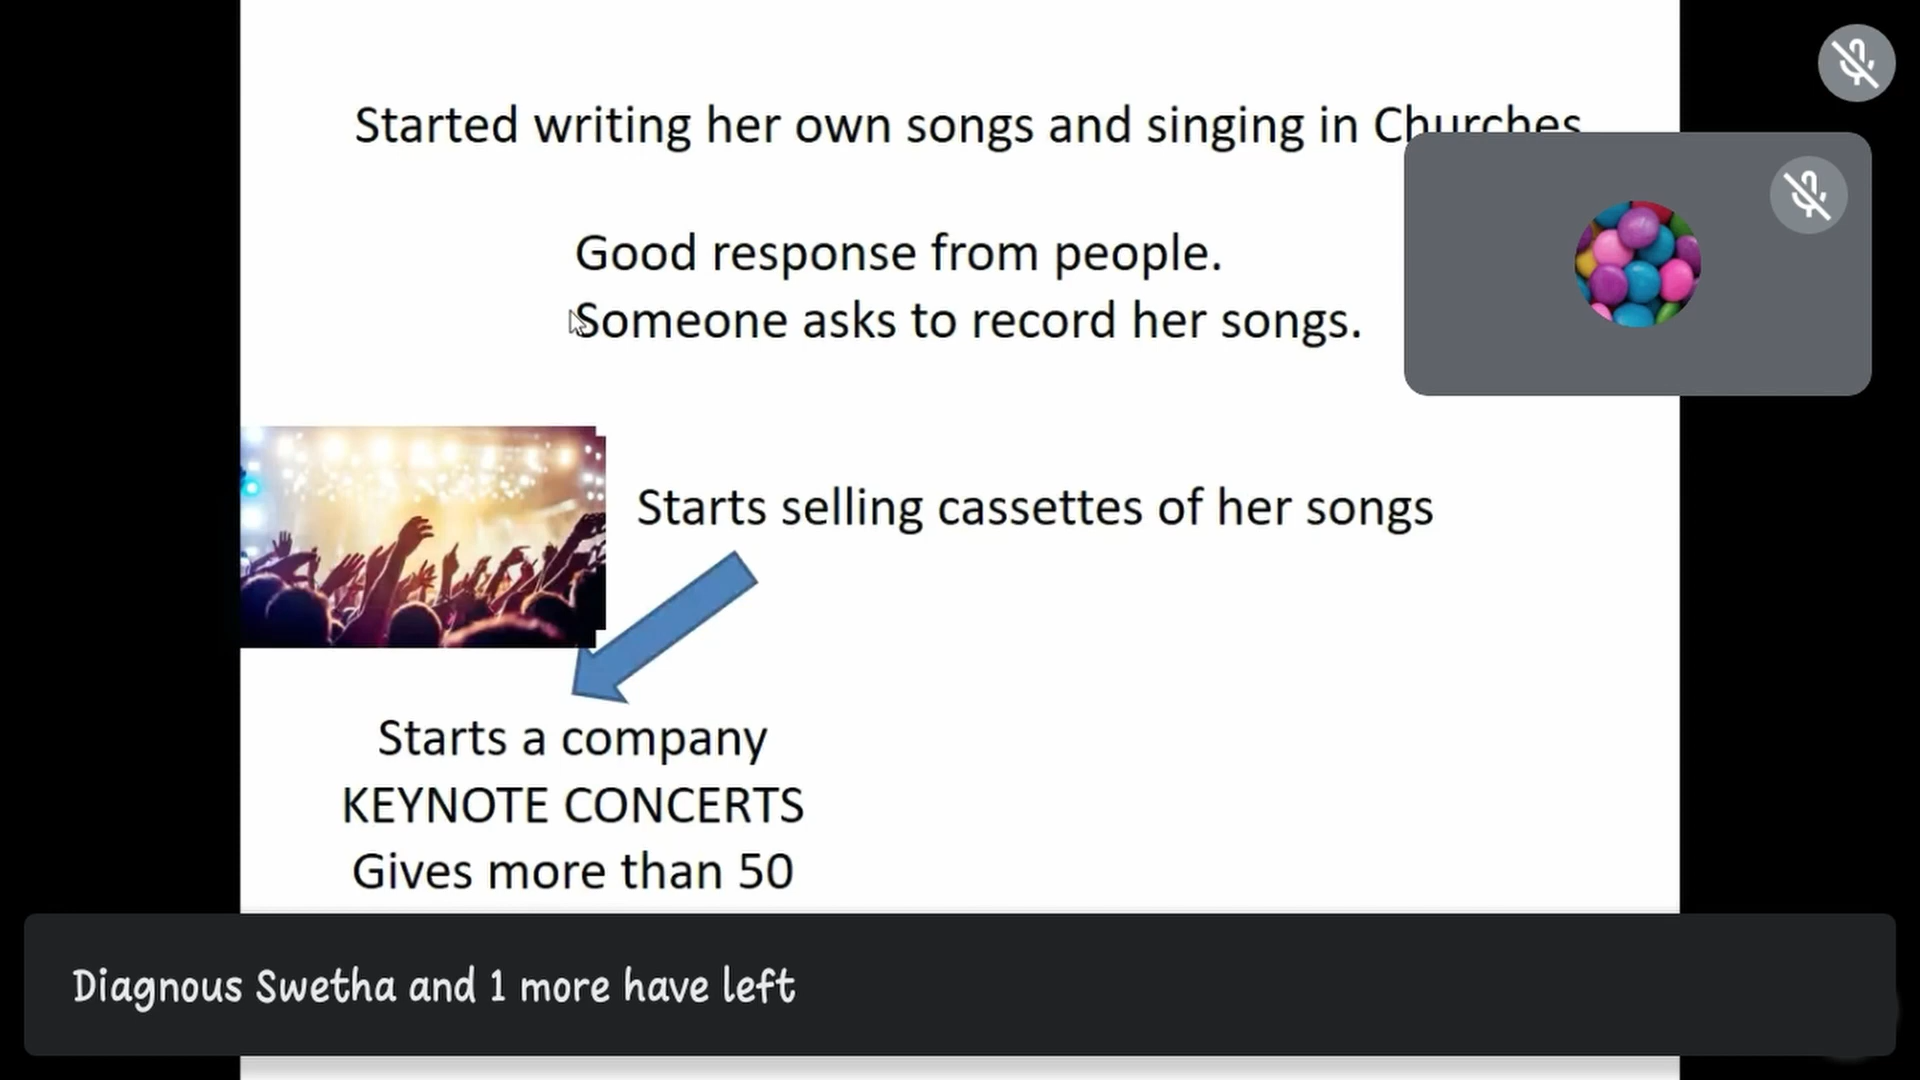 Started writing her own songs and singing in Churches
Good response from people.
Someone asks to record her songs.
Starts selling cassettes of her songs
Starts a company
KEYNOTE CONCERTS
Gives more than 50
Diagnous Swetha and 1 more have left